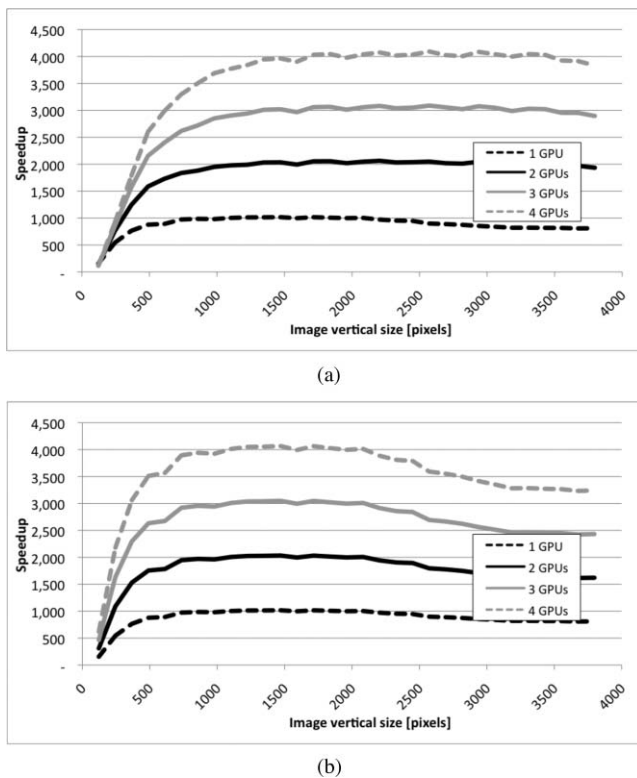 4,500
4,000
3,500
3,000
2,500
2,000
1,500
1,000
500
-
Speedup
1 GPU
2 GPUs
3 GPUs
4 GPUs
0
500
1000
1500
2000
2500
3000
3500
4000
Image vertical size [pixels]
(a)
4,500
4,000
3,500
3,000
2,500
2,000
1,500
1,000
500
-
Speedup
1 GPU
2 GPUs
3 GPUs
4 GPUs
0
500
1000
1500
2000
2500
3000
3500
4000
Image vertical size [pixels]
(b)